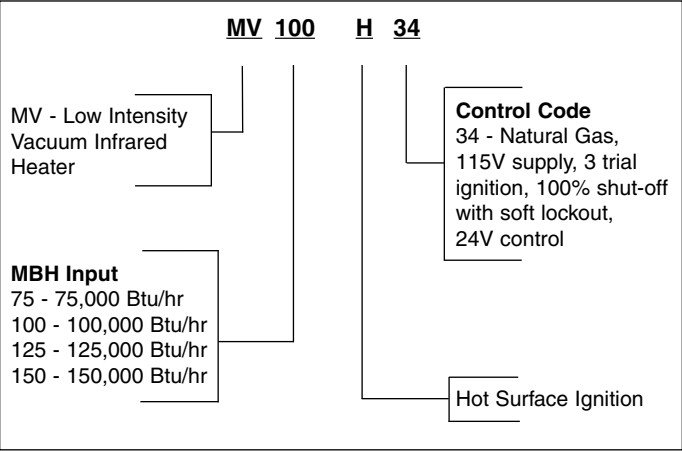 MV 100 H 34
MV - Low Intensity
Vacuum Infrared
Heater
MBH Input
75 - 75,000 Btu/hr
100 - 100,000 Btu/hr
125 - 125,000 Btu/hr
150 - 150,000 Btu/hr
Control Code
34 - Natural Gas,
115V supply, 3 trial
ignition, 100% shut-off
with soft lockout,
24V control
Hot Surface Ignition